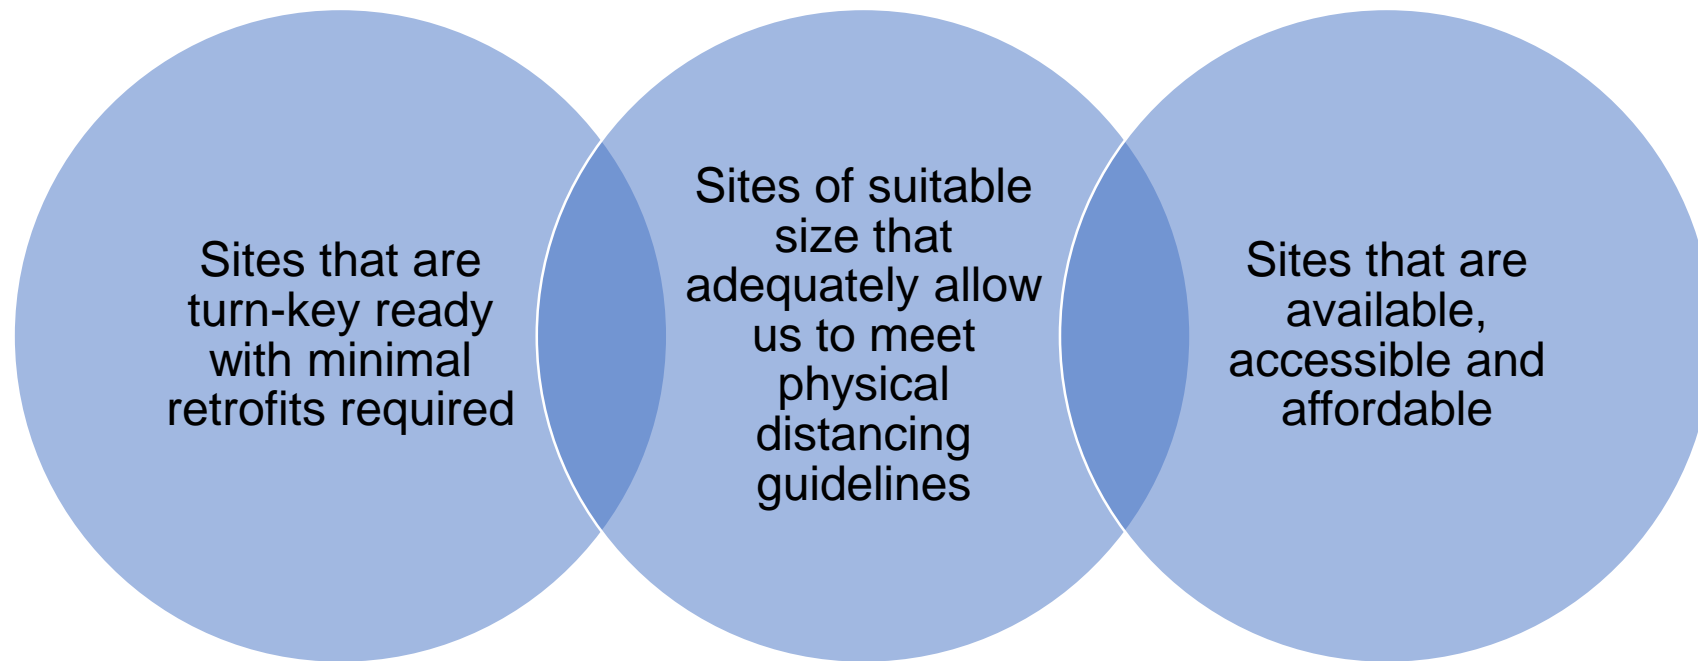 Sites that are
turn-key ready
with minimal
retrofits required
Sites of suitable
size that
adequately allow
us to meet
physical
distancing
guidelines
Sites that are
available,
accessible and
affordable